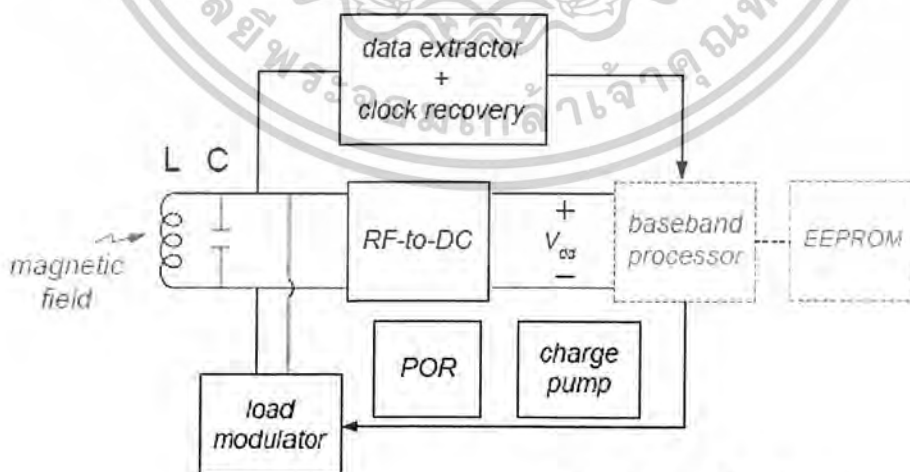 data extractor
+
clock recovery
L C
magnetic
field
RF-to-DC
+
V
−
baseband
processor
EEPROM
POR
charge
pump
load
modulator